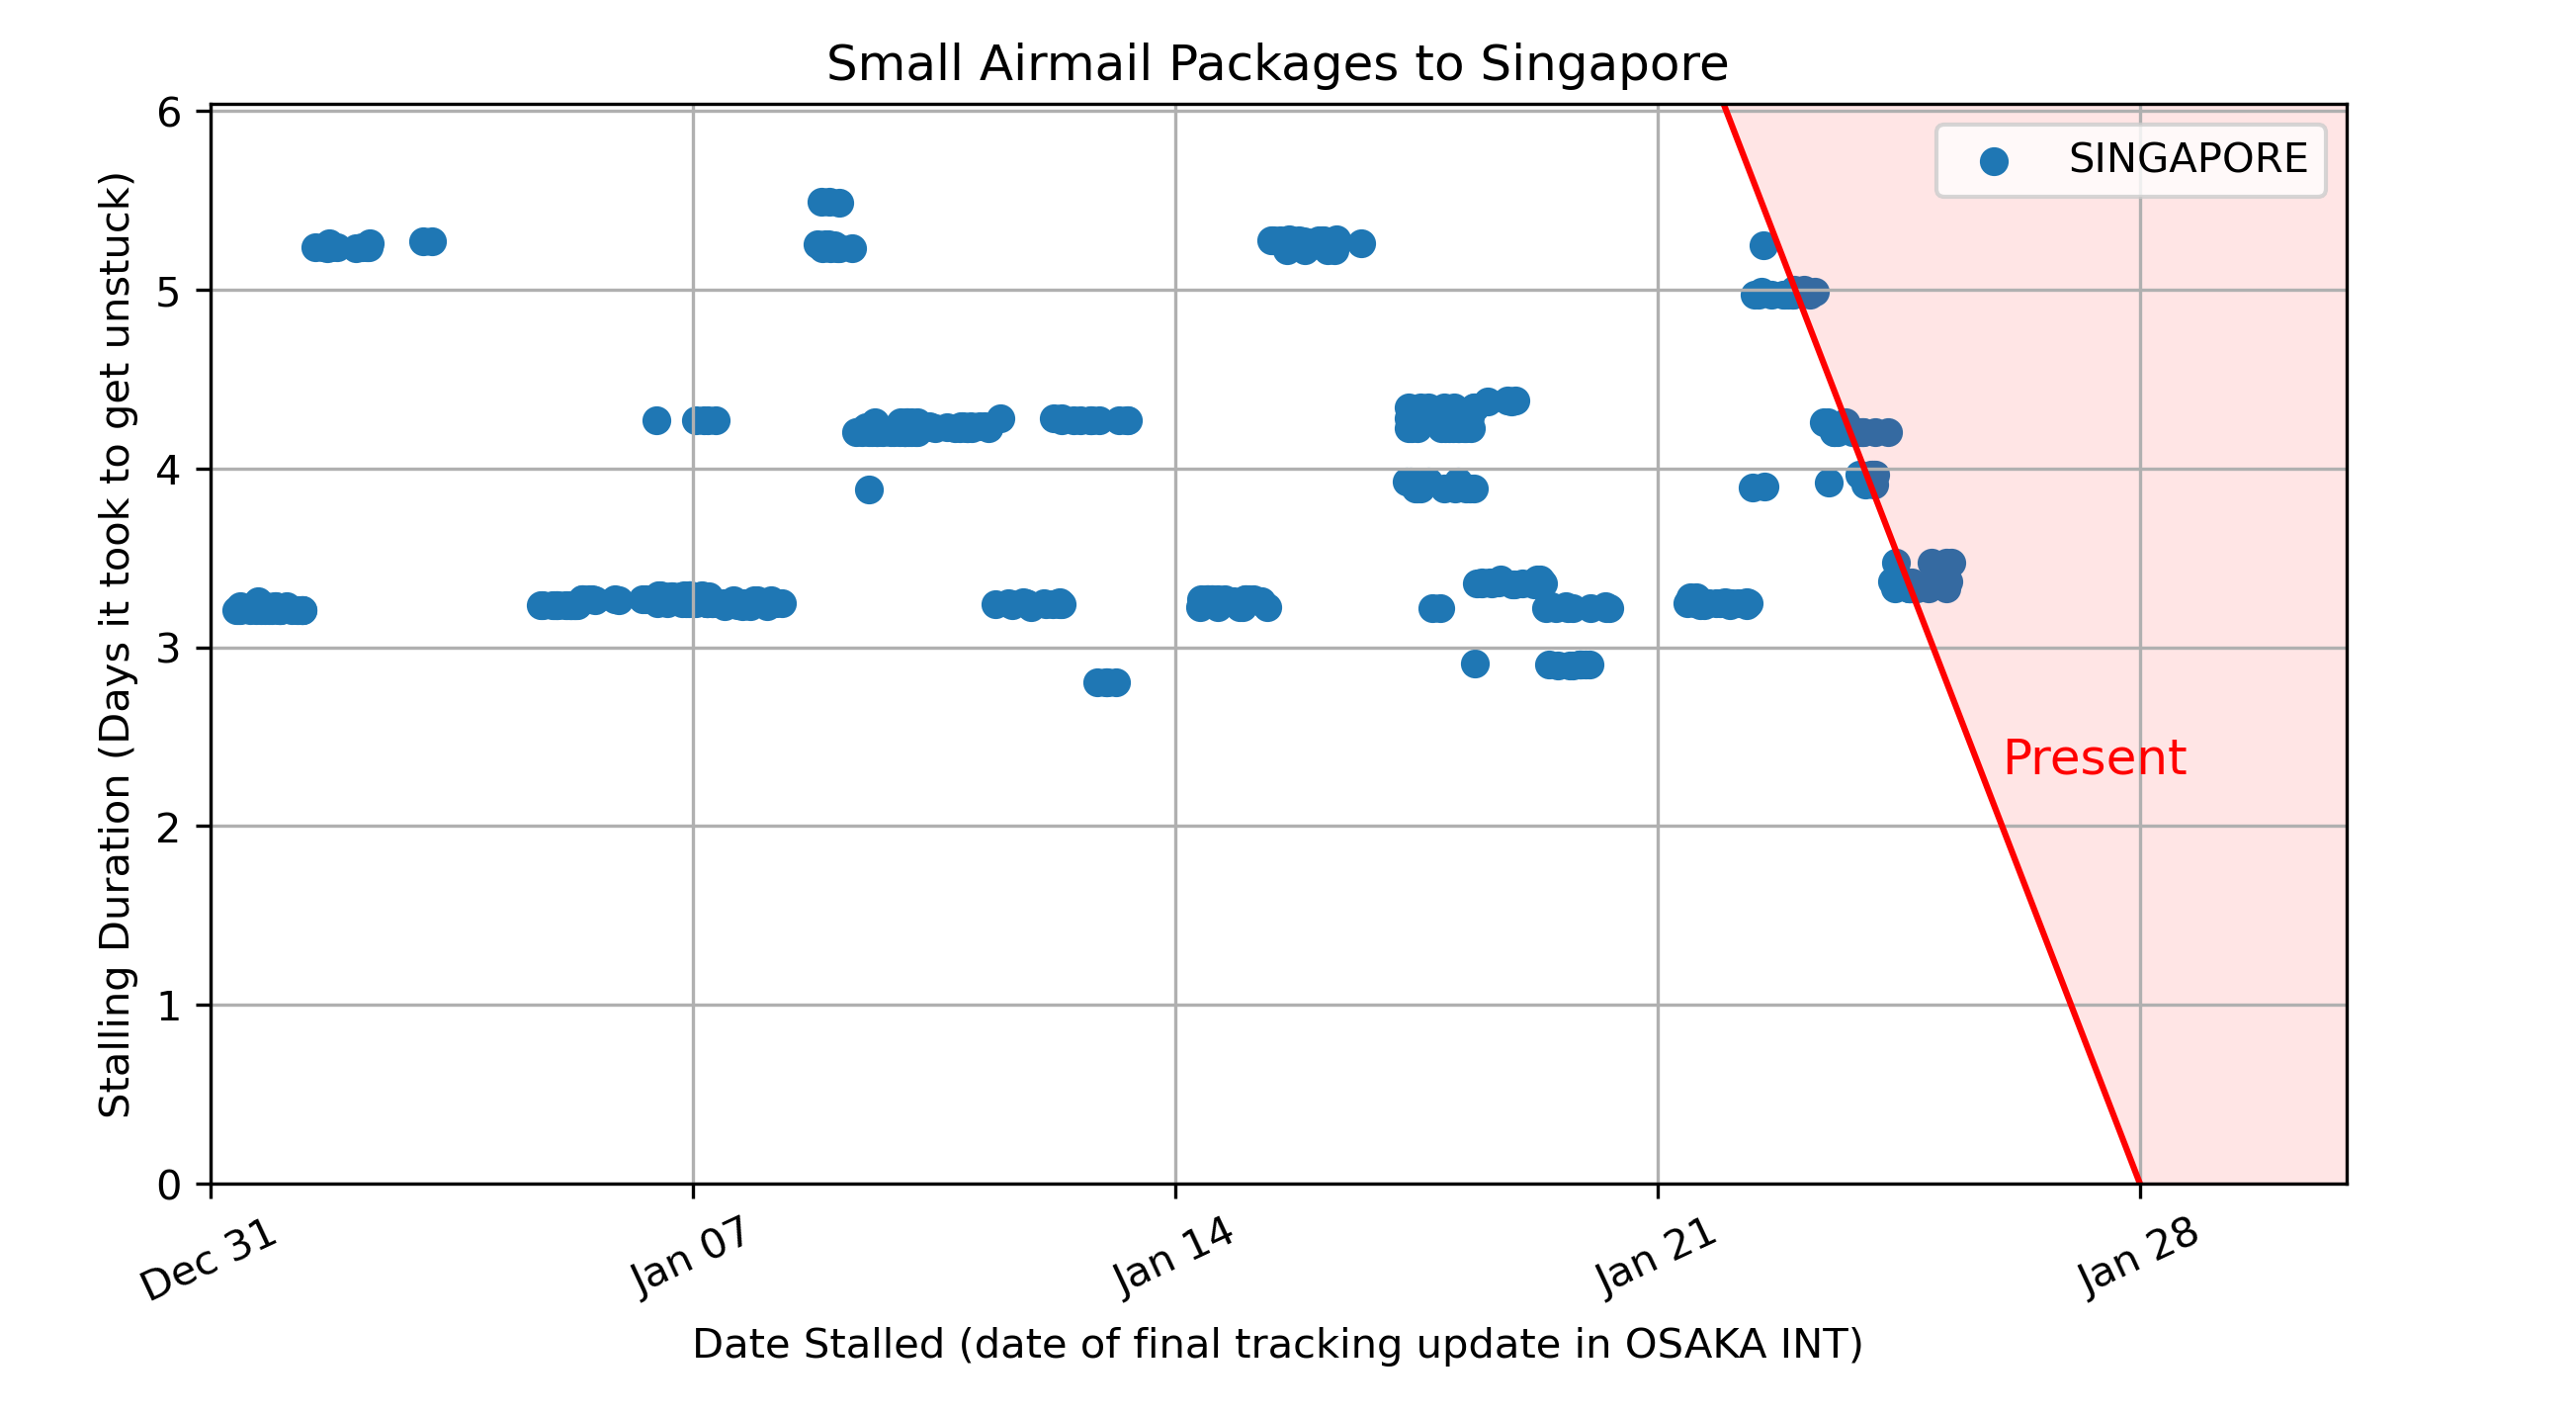 Small Airmail Packages to Singapore
Stalling Duration (Days it took to get unstuck)
6
5
4
3
2
1
0
SINGAPORE
Present
Dec 31
Jan 07
Jan 14
Jan 21
Jan 28
Date Stalled (date of final tracking update in OSAKA INT)